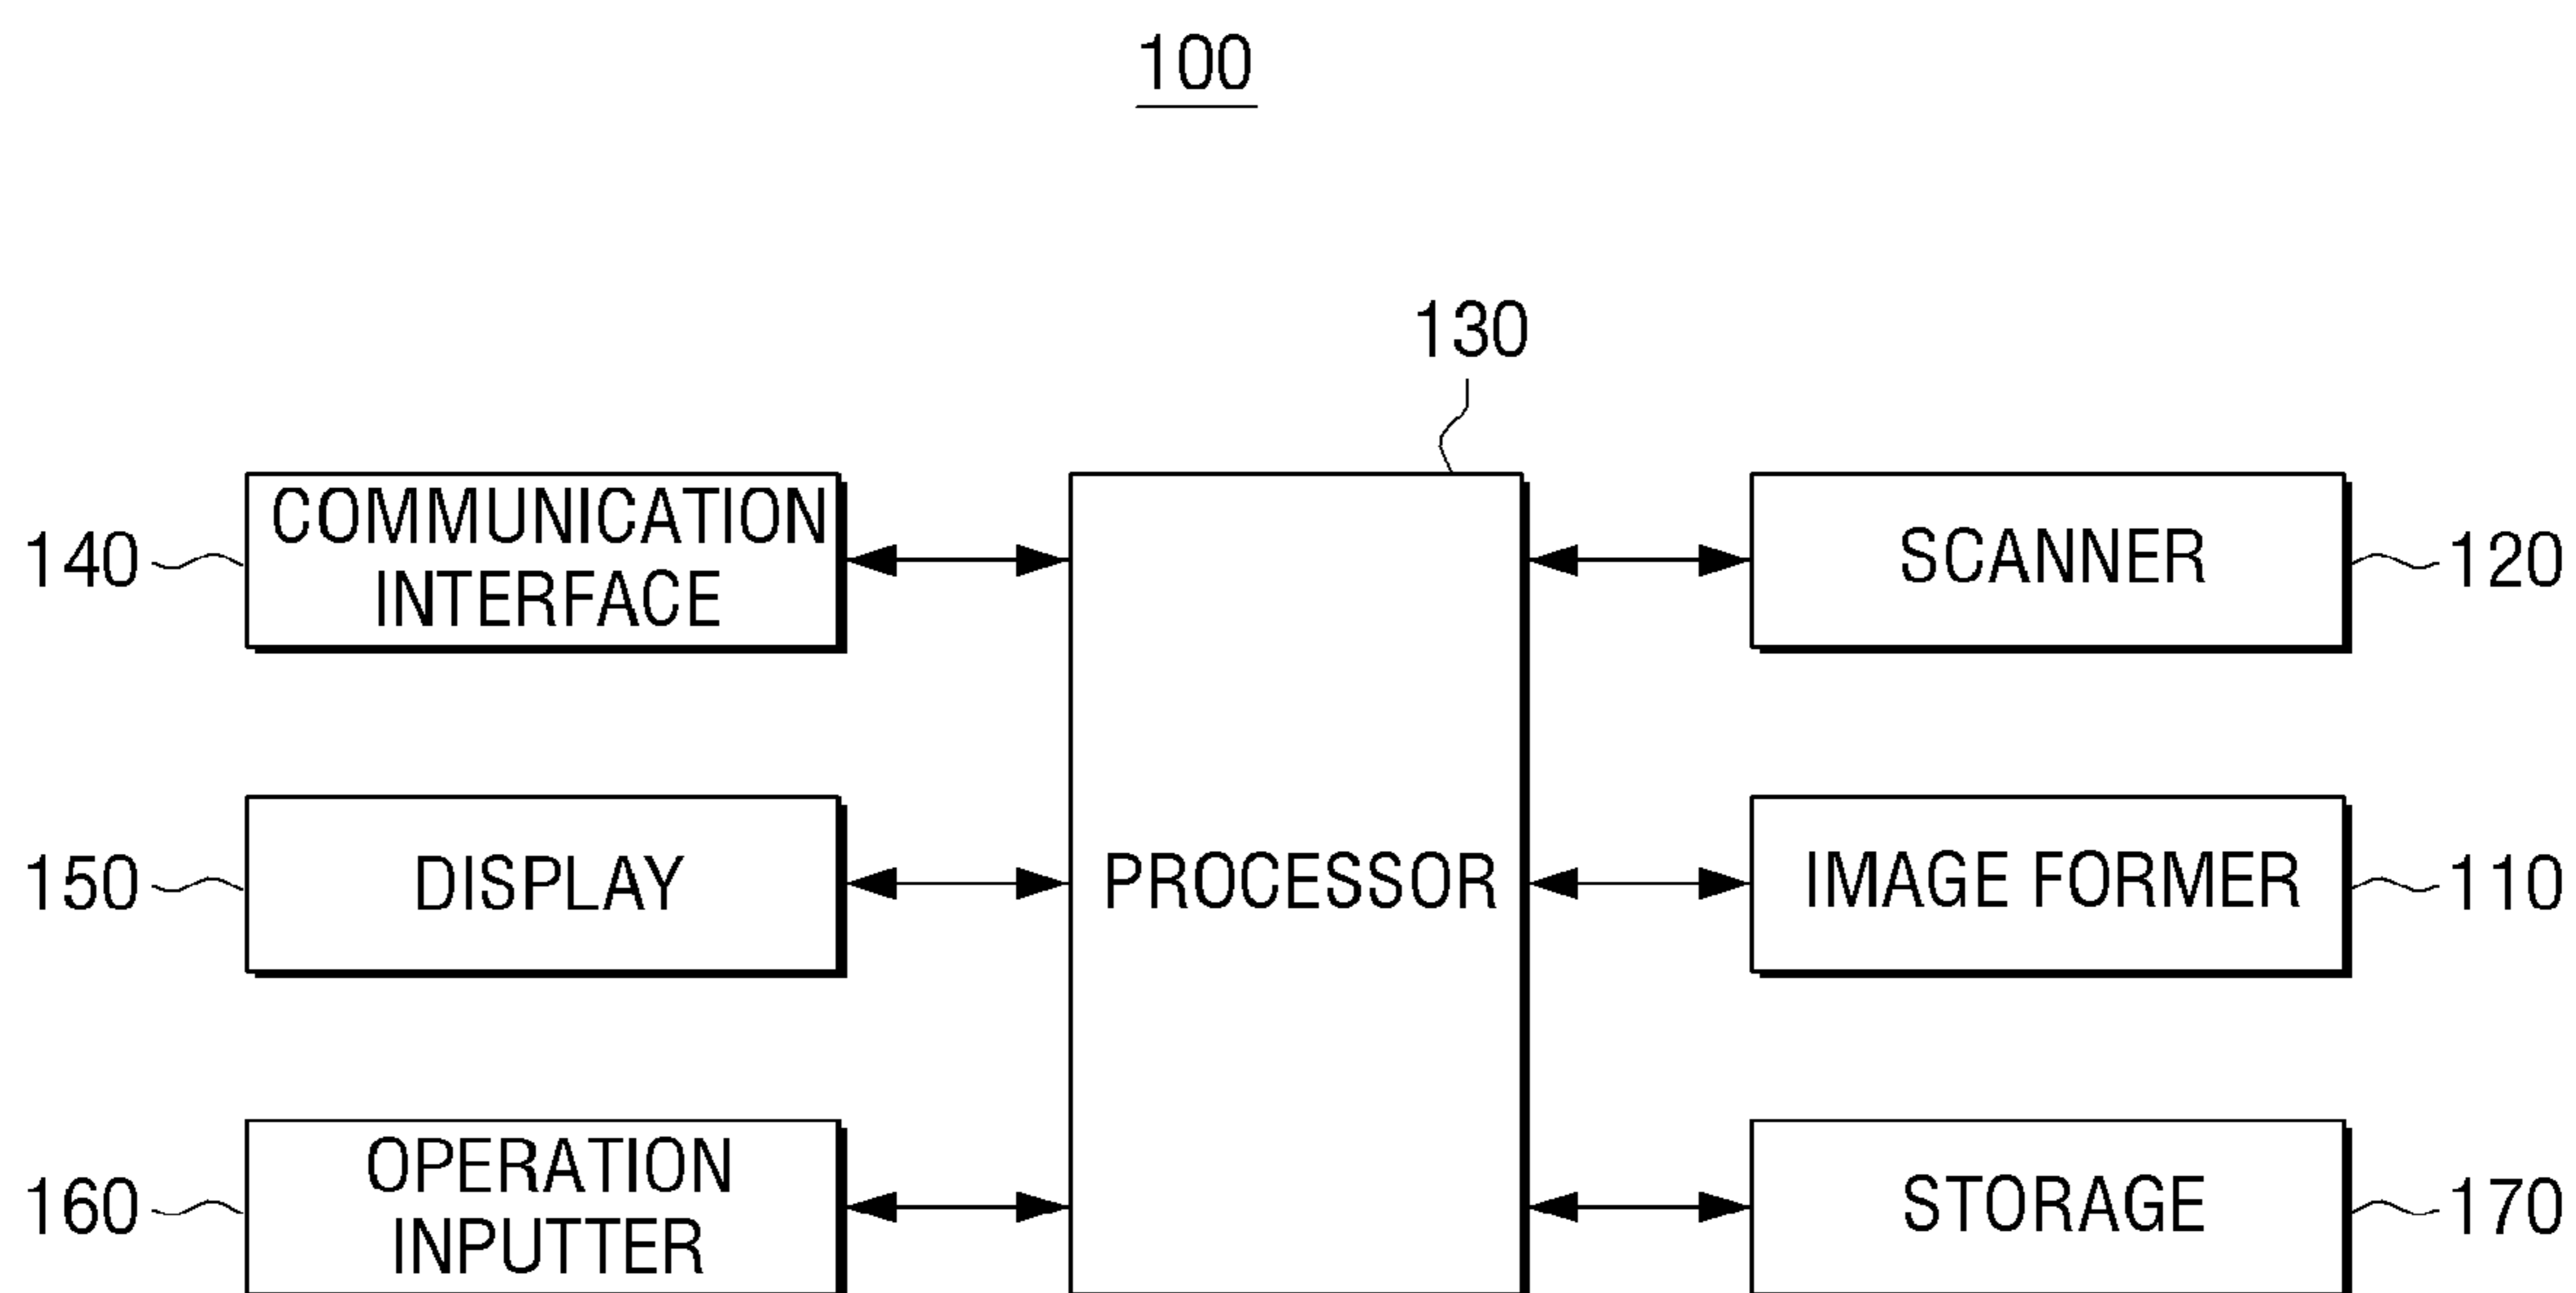 100
130
140
COMMUNICATION
INTERFACE
SCANNER
120
150
DISPLAY
PROCESSOR
IMAGE FORMER
110
160
OPERATION
INPUTTER
STORAGE
170